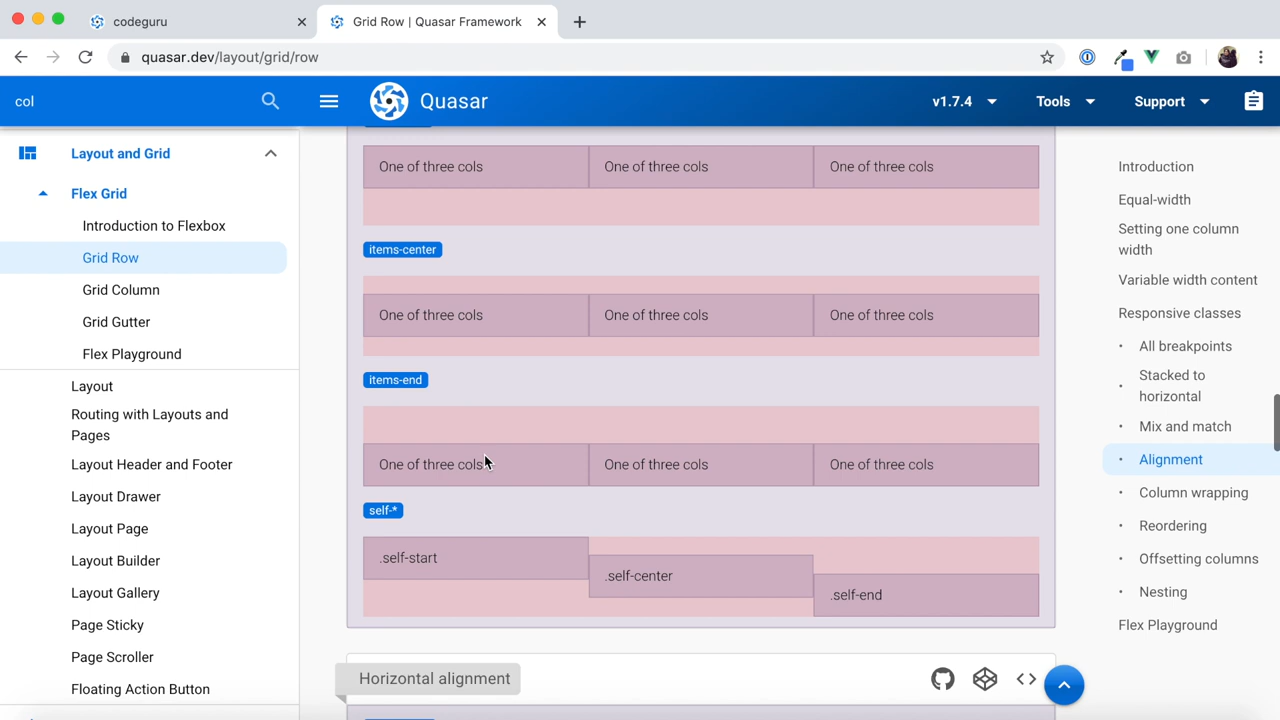 codeguru
Grid Row | Quasar Framework
quasar.dev/layout/grid/row
col
Quasar
v1.7.4
Tools
Support
Layout and Grid
Flex Grid
Introduction to Flexbox
Grid Row
Grid Column
Grid Gutter
Flex Playground
Layout
Routing with Layouts and
Pages
Layout Header and Footer
Layout Drawer
Layout Page
Layout Builder
Layout Gallery
Page Sticky
Page Scroller
Floating Action Button
One of three cols One of three cols One of three cols
items-center
One of three cols One of three cols One of three cols
items-end
One of three cols One of three cols One of three cols
self-*
.self-start
.self-center
.self-end
Horizontal alignment
Introduction
Equal-width
Setting one column
width
Variable width content
Responsive classes
All breakpoints
Stacked to
horizontal
Mix and match
Alignment
Column wrapping
Reordering
Offsetting columns
Nesting
Flex Playground